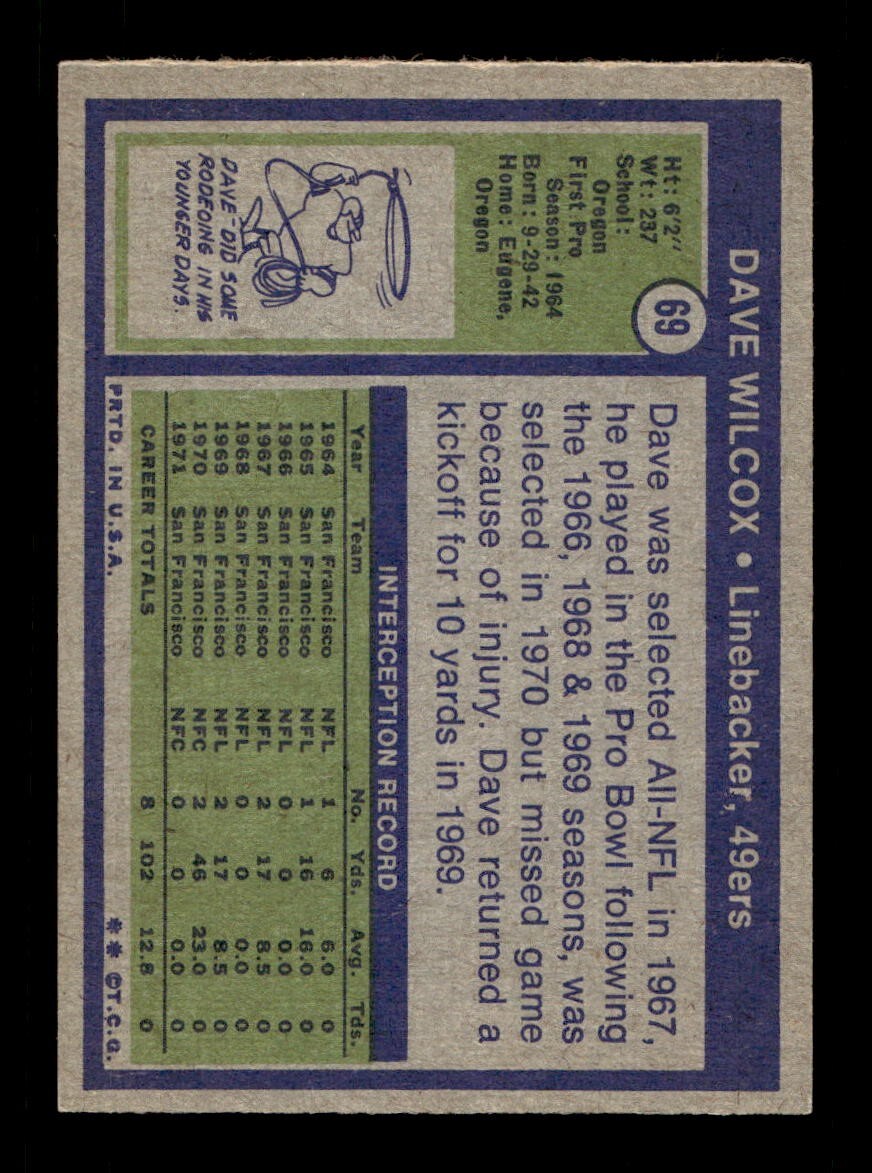 DAVE WILCOX • Linebacker, 49ers
69
Ht: 6'2"
Wt: 237
School:
Oregon
First Pro
Season: 1964
Born: 9-29-42
Home: Eugene,
Oregon
DAVE DID SOME
RODEOING IN HIS
YOUNGER DAYS.
Dave was selected All-NFL in 1967,
he played in the Pro Bowl following
the 1966, 1968 & 1969 seasons, was
selected in 1970 but missed game
because of injury. Dave returned a
kickoff for 10 yards in 1969.
INTERCEPTION RECORD
Year Team No. Yds. Avg. Tds.
1964 San Francisco NFL 1 6 6.0 0
1965 San Francisco NFL 1 16 16.0 0
1966 San Francisco NFL 0 0 0.0 0
1967 San Francisco NFL 2 17 8.5 0
1968 San Francisco NFL 0 0 0.0 0
1969 San Francisco NFL 2 17 8.5 0
1970 San Francisco NFC 2 46 23.0 0
1971 San Francisco NFC 0 0 0.0 0
CAREER TOTALS 8 102 12.8 0
PRTD. IN U.S.A. ** ©T.C.G.